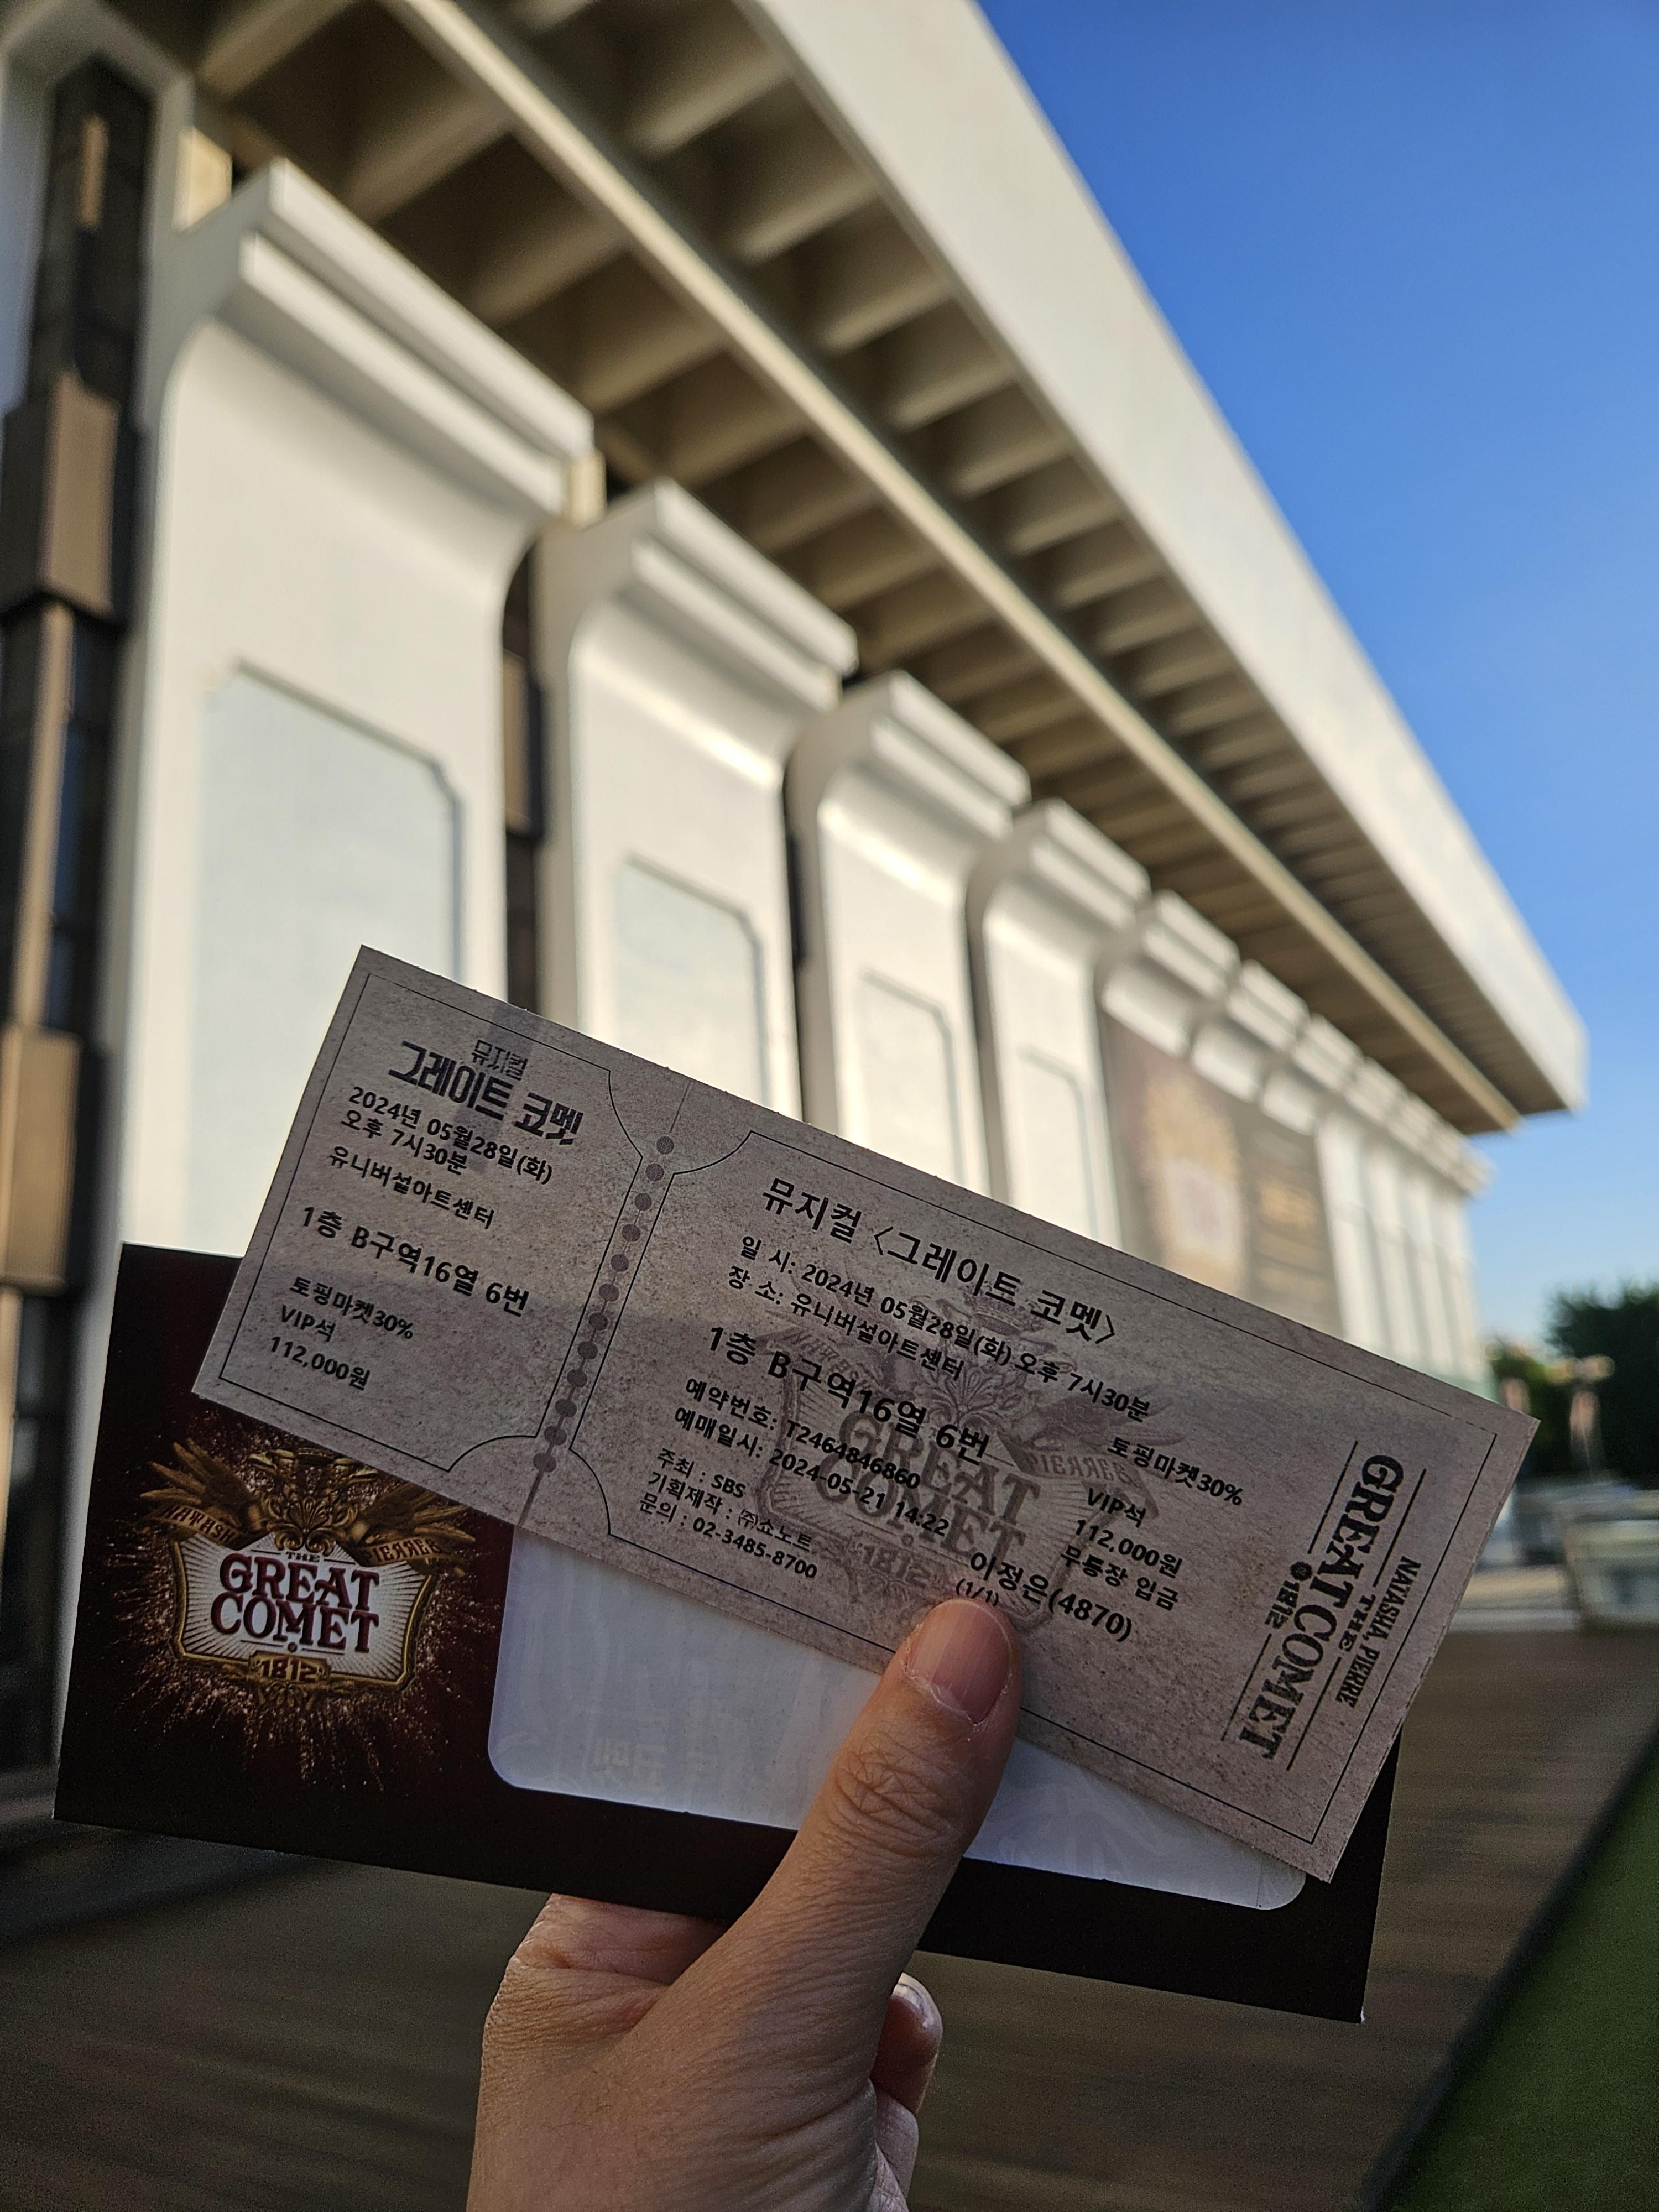 뮤지컬
그레이트 코멧
2024년 05월28일(화)
오후 7시30분
유니버설아트센터
1층 B구역16열 6번
토핑마켓30%
VIP석
112,000원
뮤지컬 〈그레이트 코멧〉
일 시: 2024년 05월28일(화) 오후 7시30분
장 소: 유니버설아트센터
1층 B구역16열 6번
예약번호: T2464846860
예매일시: 2024-05-21 14:22
주최 : SBS
기획제작 : ㈜쇼노트
문의 : 02-3485-8700
토핑마켓30%
VIP석
112,000원
무통장 입금
이정은(4870)
(1/1)
GREAT
COMET
1812
PIERRE
NATASHA, PIERRE
THE
GREAT COMET
1812
NATASHA
PIERRE
THE
GREAT
COMET
1812